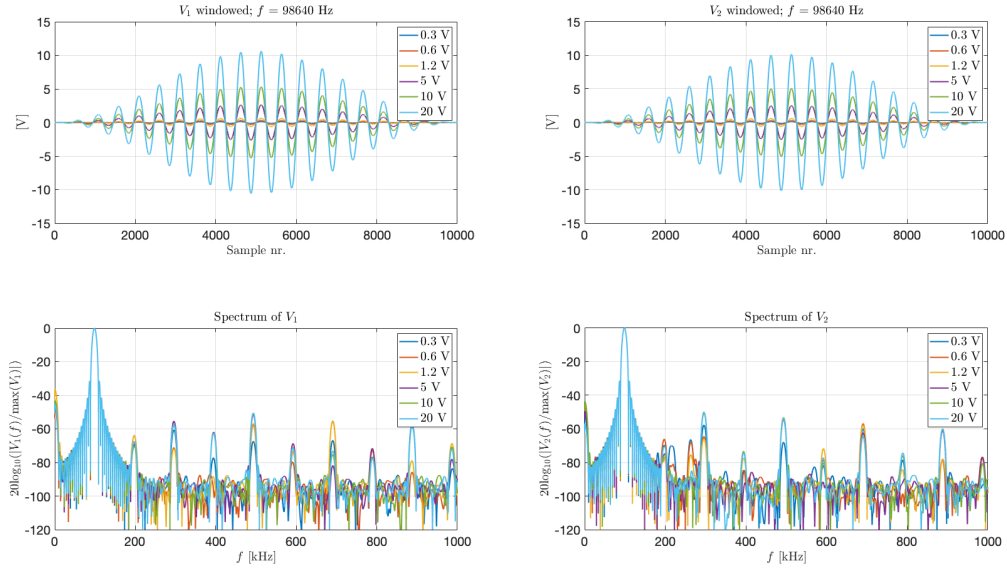 V₁ windowed; f = 98640 Hz
15
10
5
0
-5
-10
-15
[V]
0 2000 4000 6000 8000 10000
Sample nr.
0.3 V
0.6 V
1.2 V
5 V
10 V
20 V
V₂ windowed; f = 98640 Hz
15
10
5
0
-5
-10
-15
[V]
0 2000 4000 6000 8000 10000
Sample nr.
0.3 V
0.6 V
1.2 V
5 V
10 V
20 V
Spectrum of V₁
0
-20
-40
-60
-80
-100
-120
20log₁₀(|V₁(f)/max(V₁)|)
0 200 400 600 800 1000
f [kHz]
0.3 V
0.6 V
1.2 V
5 V
10 V
20 V
Spectrum of V₂
0
-20
-40
-60
-80
-100
-120
20log₁₀(|V₂(f)/max(V₂)|)
0 200 400 600 800 1000
f [kHz]
0.3 V
0.6 V
1.2 V
5 V
10 V
20 V